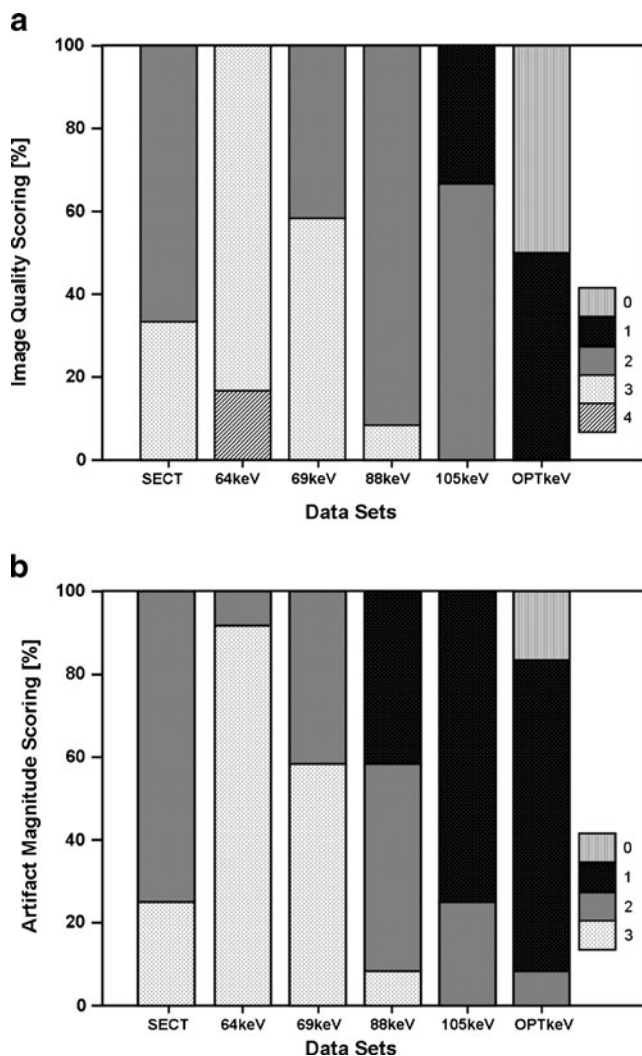 a
Image Quality Scoring [%]
100
80
60
40
20
0
0
1
2
3
4
SECT 64keV 69keV 88keV 105keV OPTkeV
Data Sets
b
Artifact Magnitude Scoring [%]
100
80
60
40
20
0
0
1
2
3
SECT 64keV 69keV 88keV 105keV OPTkeV
Data Sets